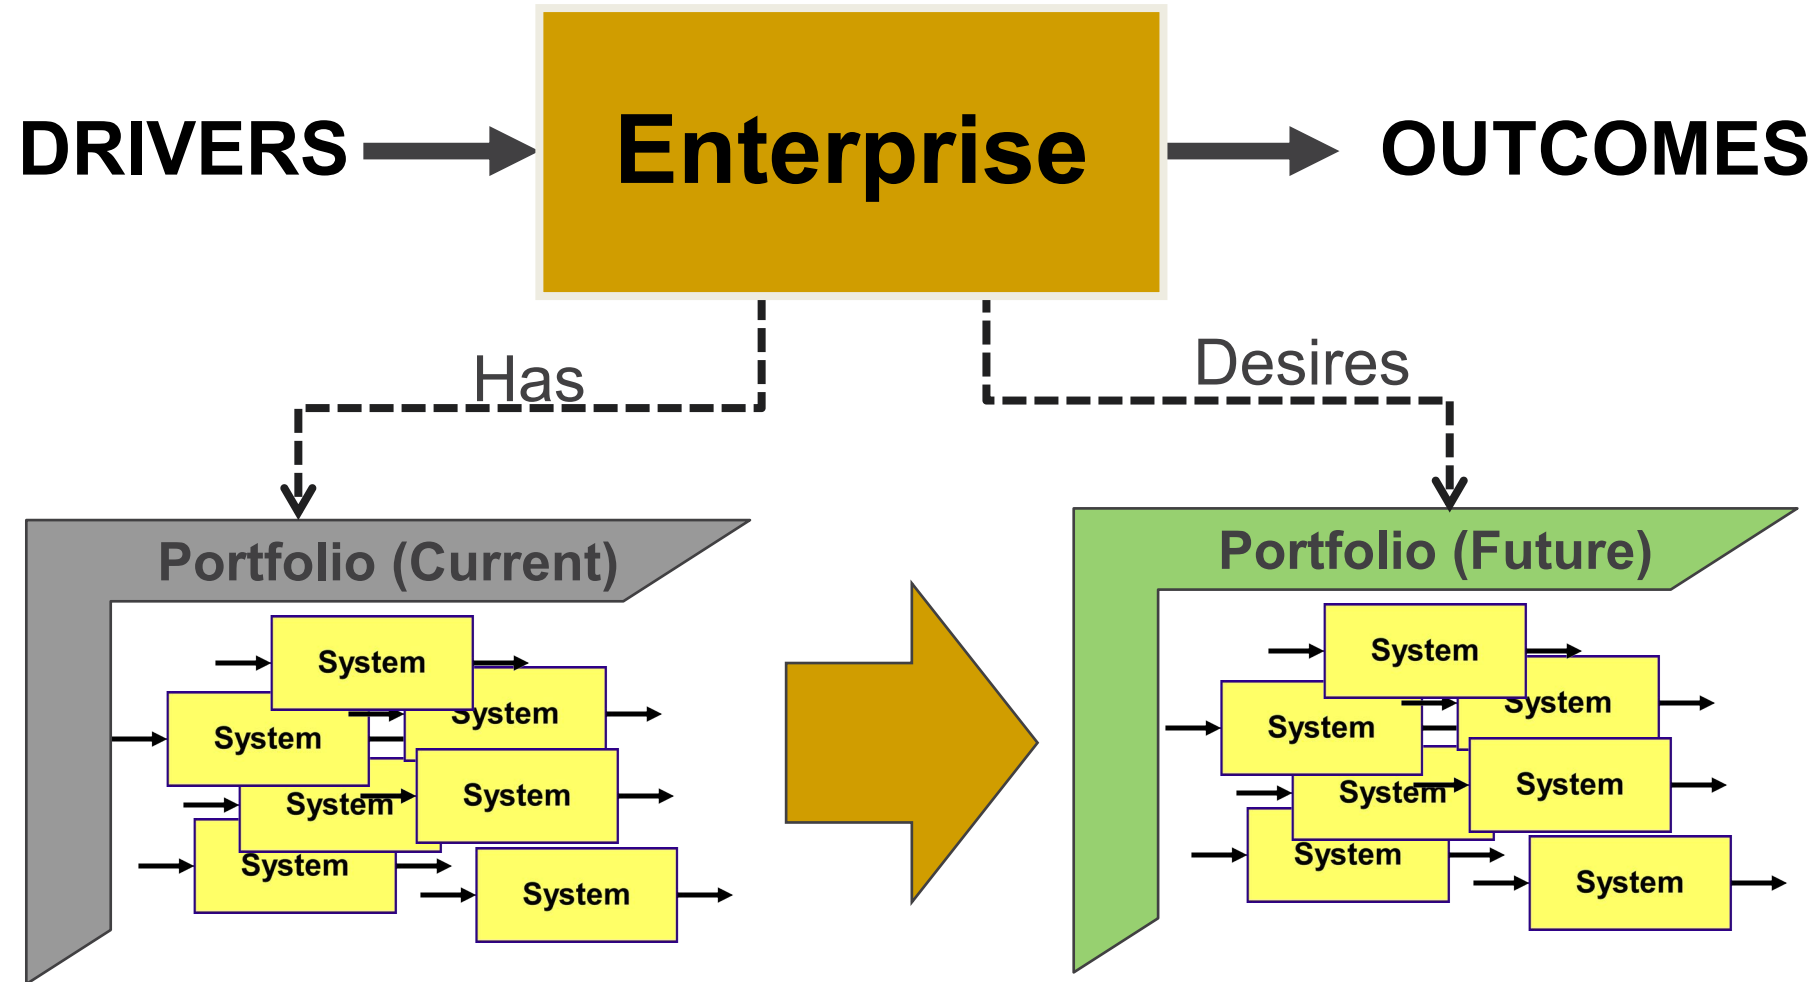 DRIVERS
Enterprise
OUTCOMES
Has
Desires
Portfolio (Current)
System
System
System
System
System
System
System
Portfolio (Future)
System
System
System
System
System
System
System